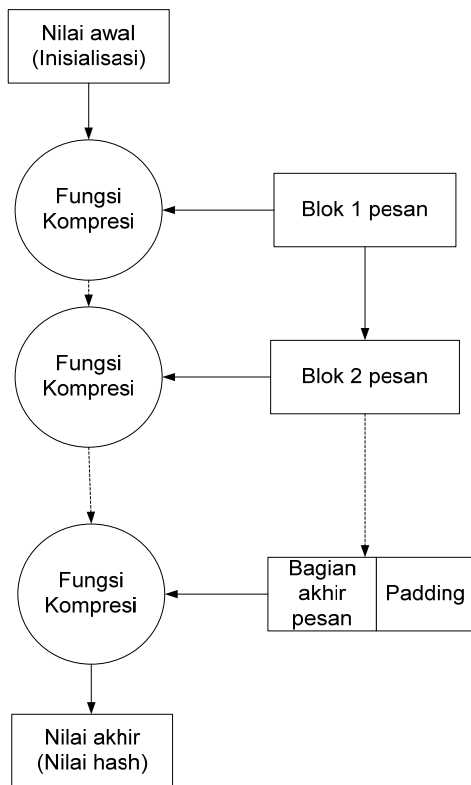 Nilai awal
(Inisialisasi)
Fungsi
Kompresi
Blok 1 pesan
Fungsi
Kompresi
Blok 2 pesan
Fungsi
Kompresi
Bagian
akhir
pesan
Padding
Nilai akhir
(Nilai hash)